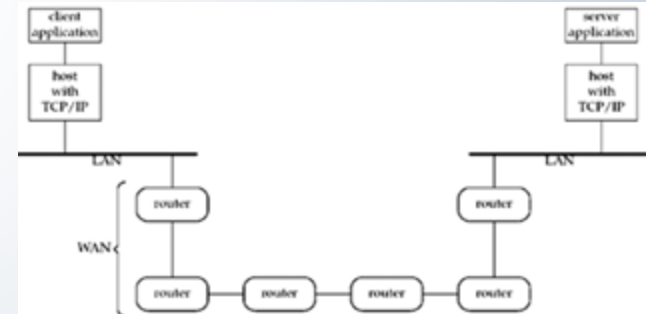 client
application
server
application
host
with
TCP/IP
host
with
TCP/IP
LAN
LAN
router
router
WAN
router
router
router
router